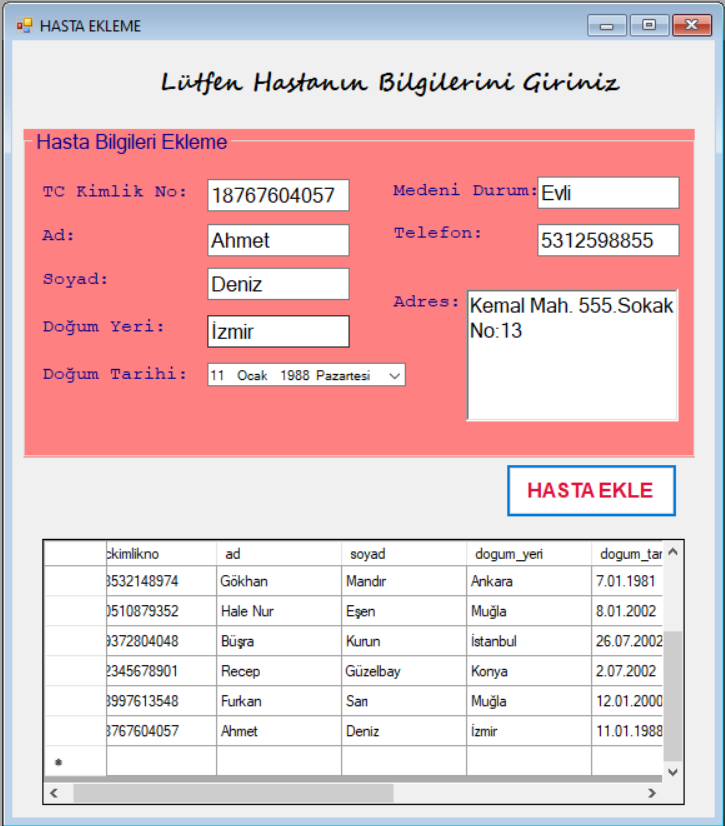 HASTA EKLEME
Lütfen Hastanın Bilgilerini Giriniz
Hasta Bilgileri Ekleme
TC Kimlik No: 18767604057
Ad: Ahmet
Soyad: Deniz
Doğum Yeri: İzmir
Doğum Tarihi: 11 Ocak 1988 Pazartesi
Medeni Durum: Evli
Telefon: 5312598855
Adres: Kemal Mah. 555.Sokak
No:13
HASTA EKLE
ckimlikno ad soyad dogum_yeri dogum_tar
8532148974 Gökhan Mandır Ankara 7.01.1981
0510879352 Hale Nur Eşen Muğla 8.01.2002
9372804048 Büşra Kurun İstanbul 26.07.2002
2345678901 Recep Güzelbay Konya 2.07.2002
8997613548 Furkan Sarı Muğla 12.01.2000
8767604057 Ahmet Deniz İzmir 11.01.1988
*